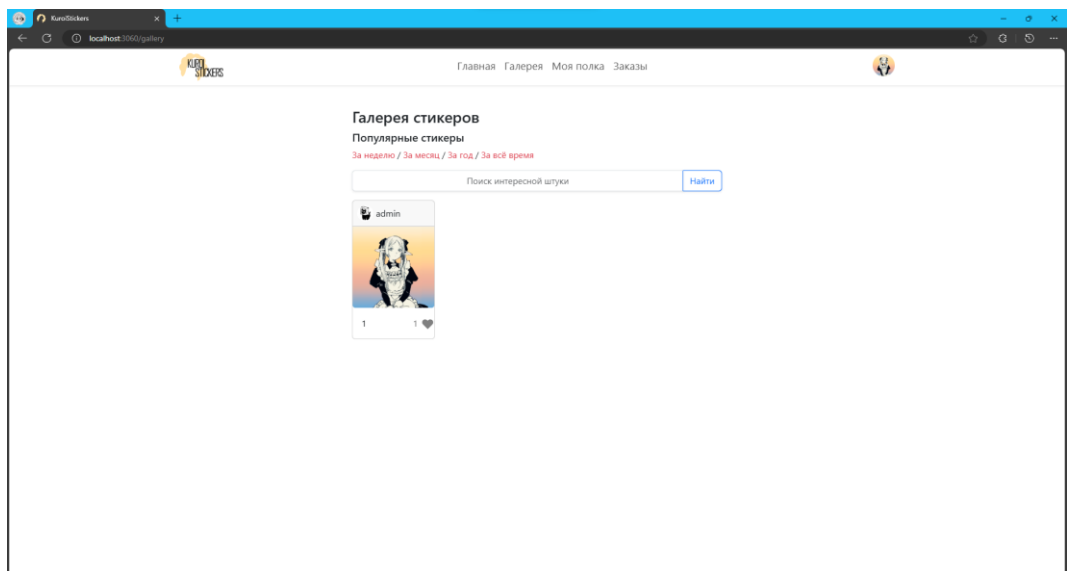 KuroStickers
localhost:3060/gallery
KURO STICKERS
Главная Галерея Моя полка Заказы
Галерея стикеров
Популярные стикеры
За неделю / За месяц / За год / За всё время
Поиск интересной штуки Найти
admin
1 1